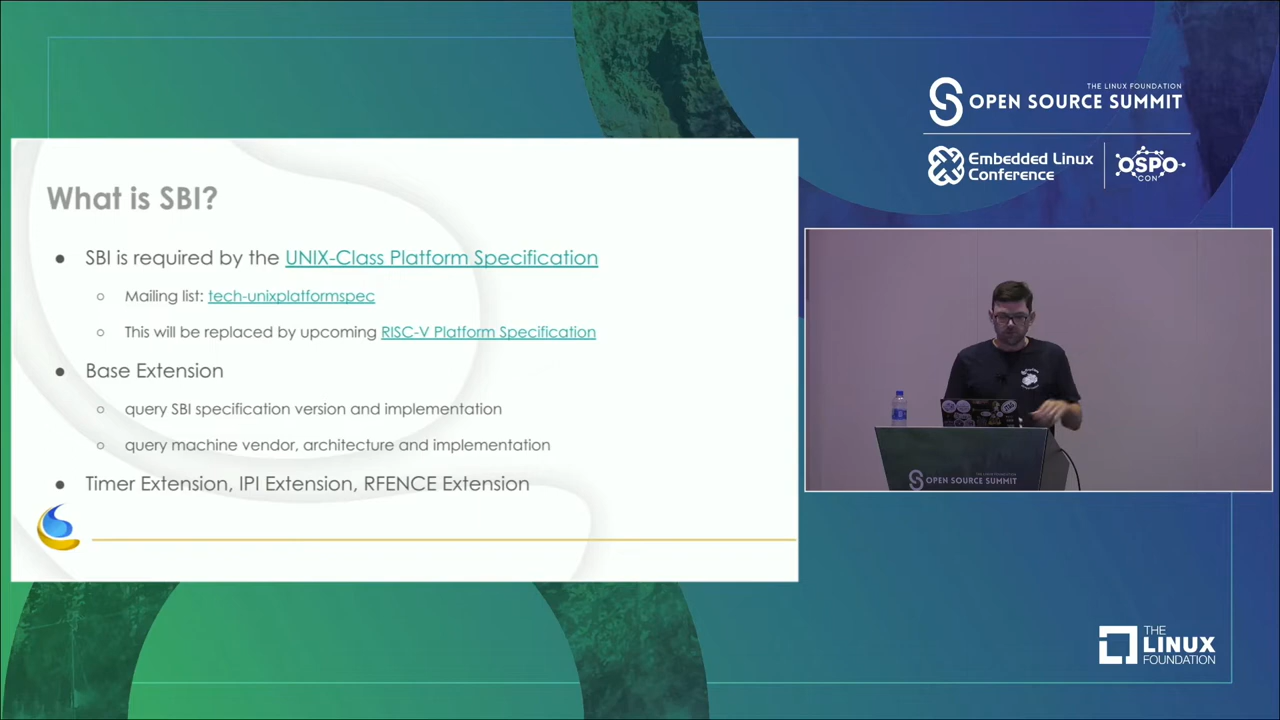 THE LINUX FOUNDATION
OPEN SOURCE SUMMIT
Embedded Linux
Conference
OSPO
CON
What is SBI?
SBI is required by the UNIX-Class Platform Specification
Mailing list: tech-unixplatformspec
This will be replaced by upcoming RISC-V Platform Specification
Base Extension
query SBI specification version and implementation
query machine vendor, architecture and implementation
Timer Extension, IPI Extension, RFENCE Extension
THE LINUX FOUNDATION
OPEN SOURCE SUMMIT
THE
LINUX
FOUNDATION